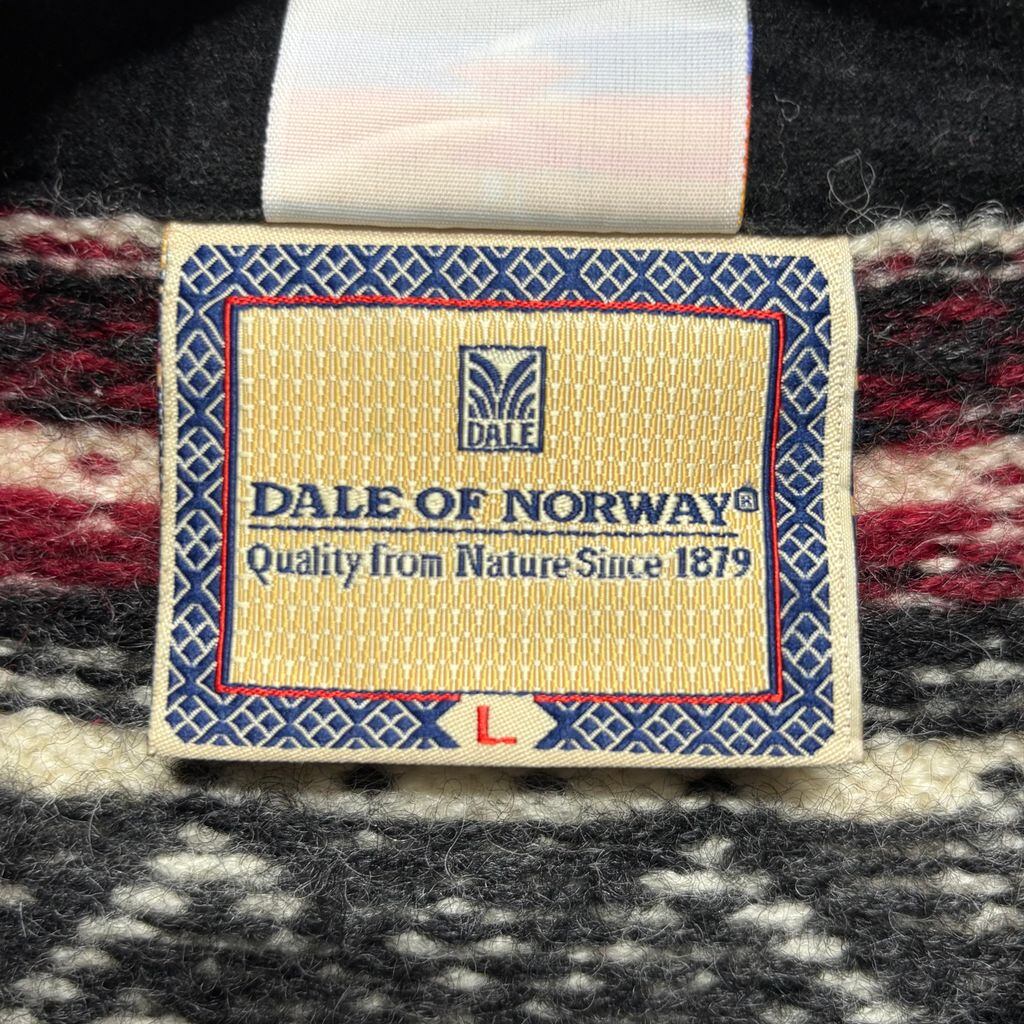 DALE
DALE OF NORWAY®
Quality from Nature Since 1879
L